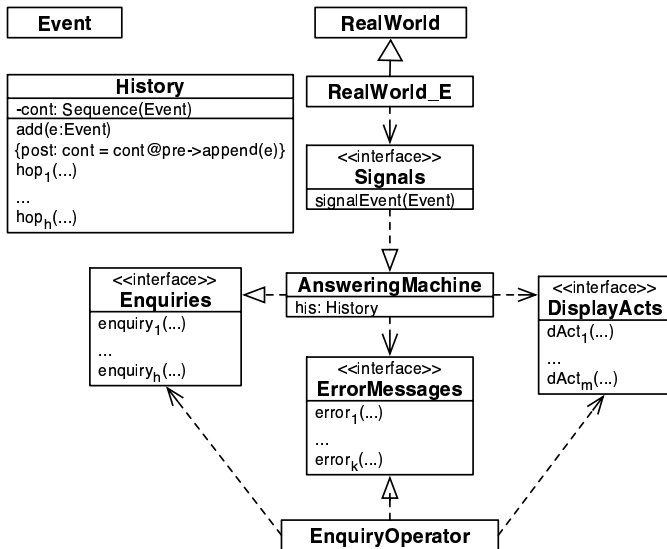 Event
RealWorld
RealWorld_E
History
-cont: Sequence(Event)
add(e:Event)
{post: cont = cont@pre->append(e)}
hop1(...)
...
hoph(...)
<<interface>>
Signals
signalEvent(Event)
<<interface>>
Enquiries
enquiry1(...)
...
enquiryh(...)
AnsweringMachine
his: History
<<interface>>
DisplayActs
dAct1(...)
...
dActm(...)
<<interface>>
ErrorMessages
error1(...)
...
errork(...)
EnquiryOperator